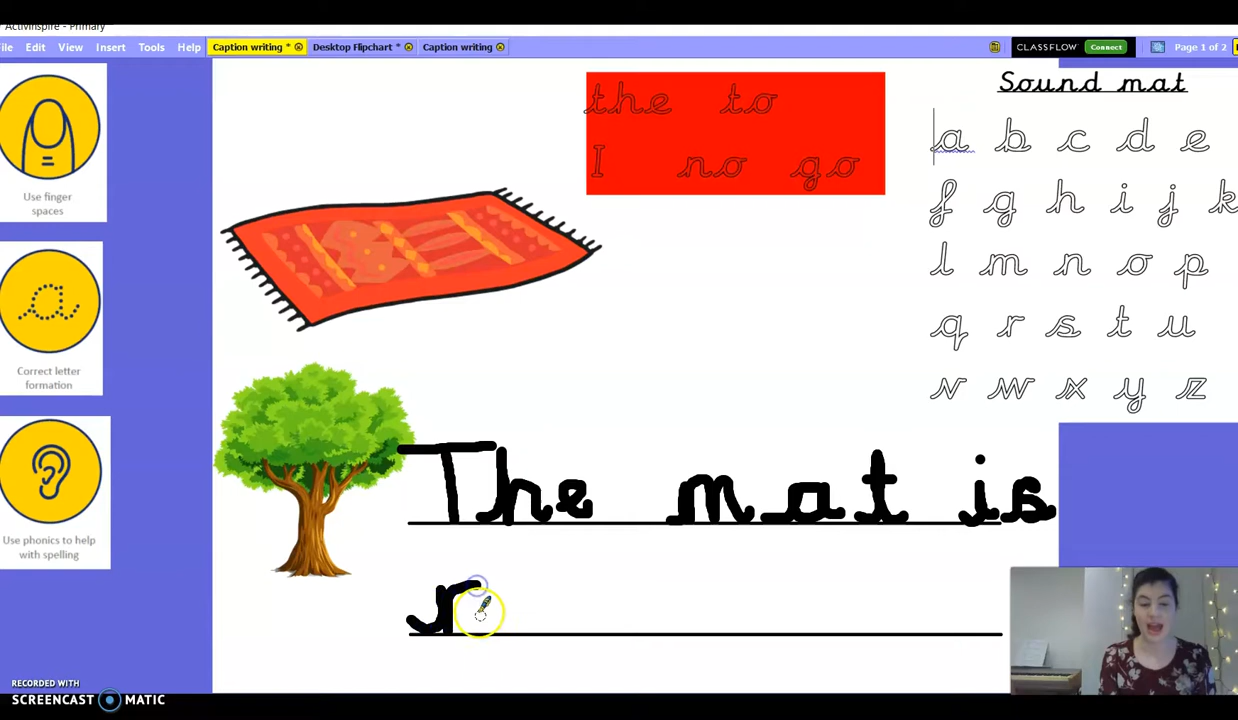 ActivInspire - Primary
File Edit View Insert Tools Help Caption writing * Desktop Flipchart * Caption writing CLASSFLOW Connect Page 1 of 2
Use finger
spaces
Correct letter
formation
Use phonics to help
with spelling
the to
I no go
Sound mat
a b c d e
f g h i j k
l m n o p
q r s t u
v w x y z
The mat is
r
RECORDED WITH
SCREENCAST MATIC